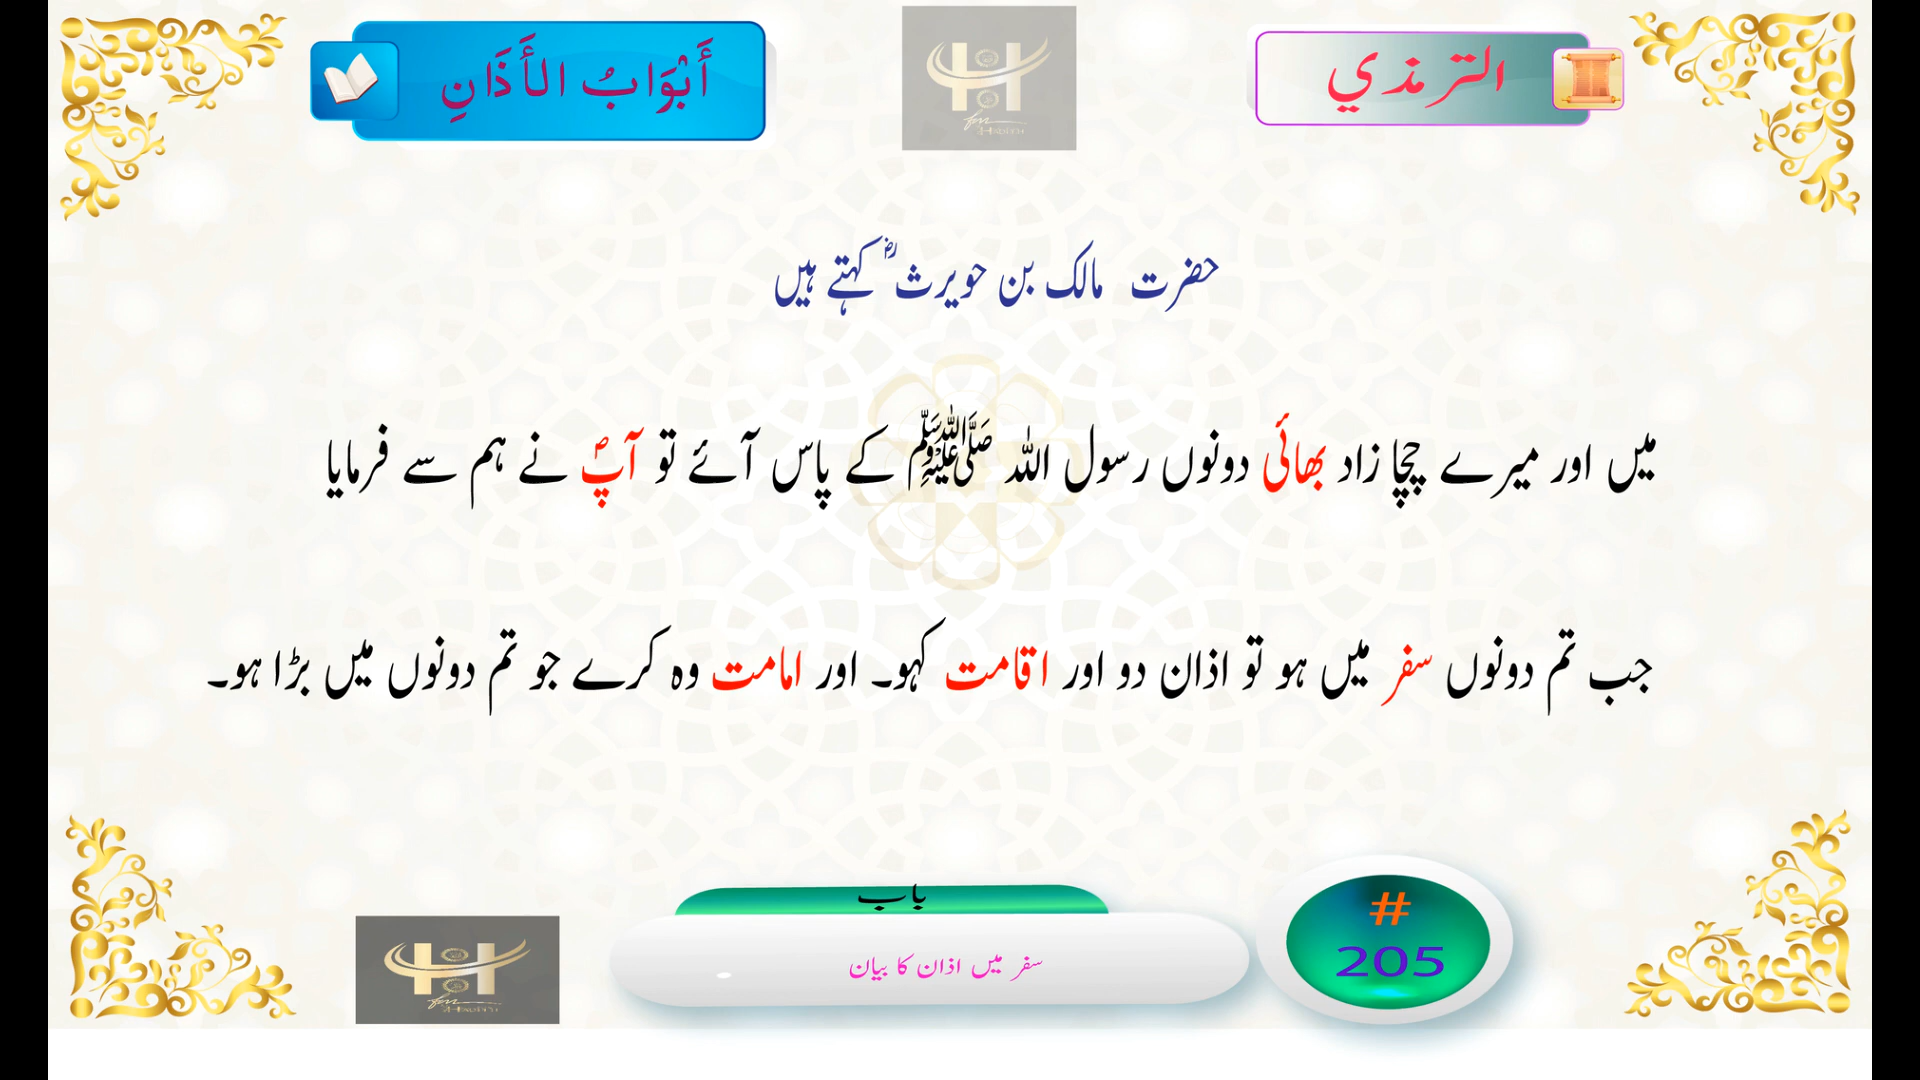 الترمذي
أَبْوَابُ الأَذَانِ
حضرت مالک بن حویرث ؓ کہتے ہیں
میں اور میرے چچا زاد بھائی دونوں رسول اللہ ﷺ کے پاس آئے تو آپؐ نے ہم سے فرمایا
جب تم دونوں سفر میں ہو تو اذان دو اور اقامت کہو۔ اور امامت وہ کرے جو تم دونوں میں بڑا ہو۔
باب
سفر میں اذان کا بیان
#
205